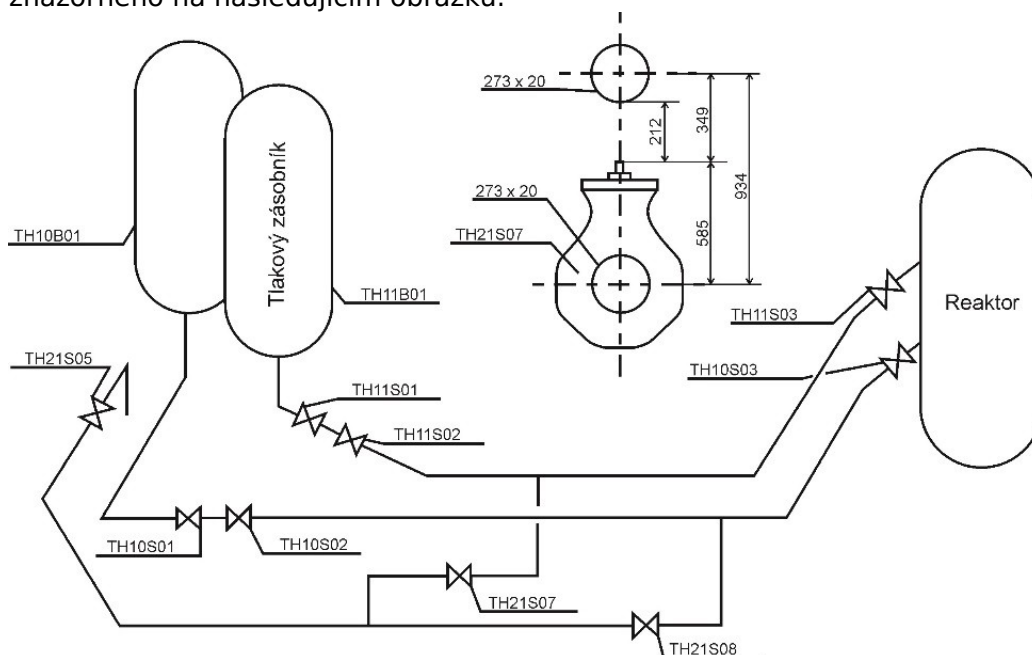 znázorněného na následujícím obrázku.
273 x 20
212
349
934
273 x 20
585
TH10B01
Tlakový zásobník
TH21S07
TH11B01
TH11S03
Reaktor
TH21S05
TH10S03
TH11S01
TH11S02
TH10S01
TH10S02
TH21S07
TH21S08